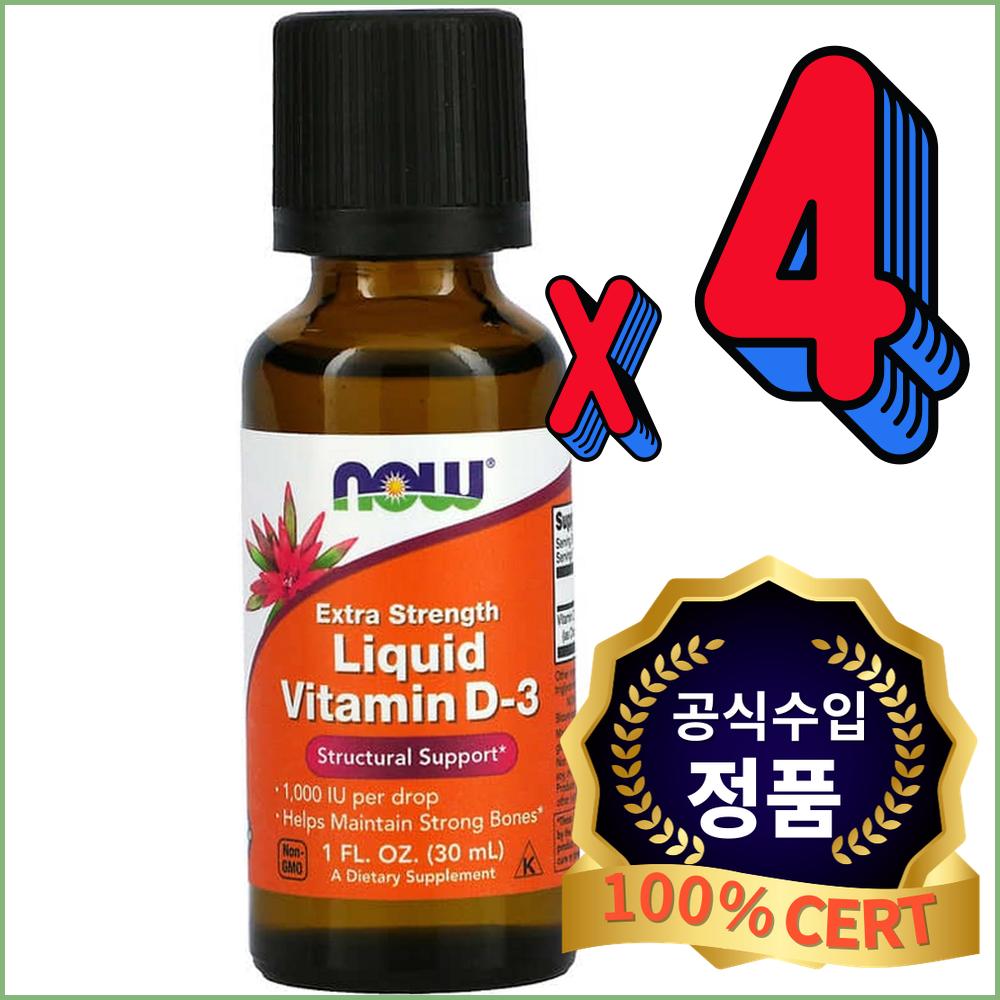 now®
Extra Strength
Liquid
Vitamin D-3
Structural Support*
· 1,000 IU per drop
· Helps Maintain Strong Bones*
Non-
GMO
1 FL. OZ. (30 mL)
A Dietary Supplement
K
x 4
공식수입
정품
100% CERT